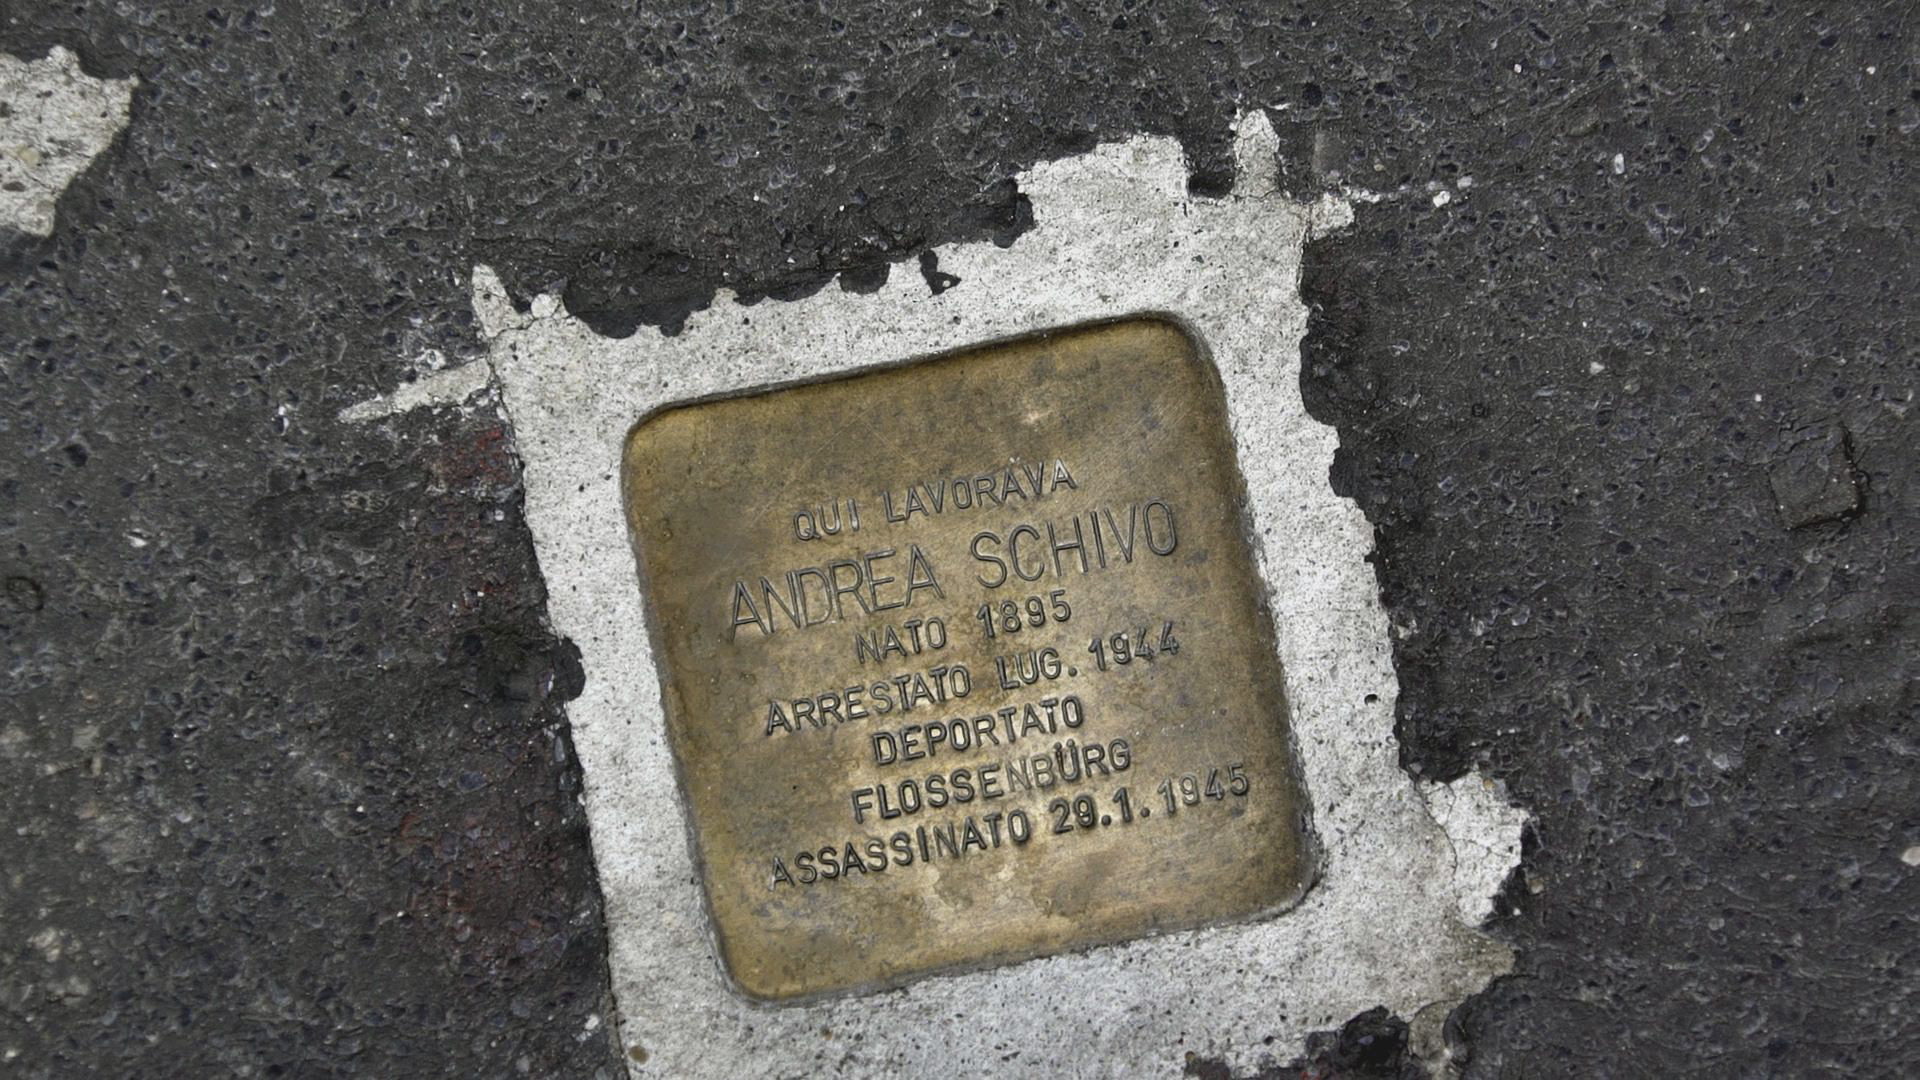 QUI LAVORAVA
ANDREA SCHIVO
NATO 1895
ARRESTATO LUG. 1944
DEPORTATO
FLOSSENBÜRG
ASSASSINATO 29.1.1945